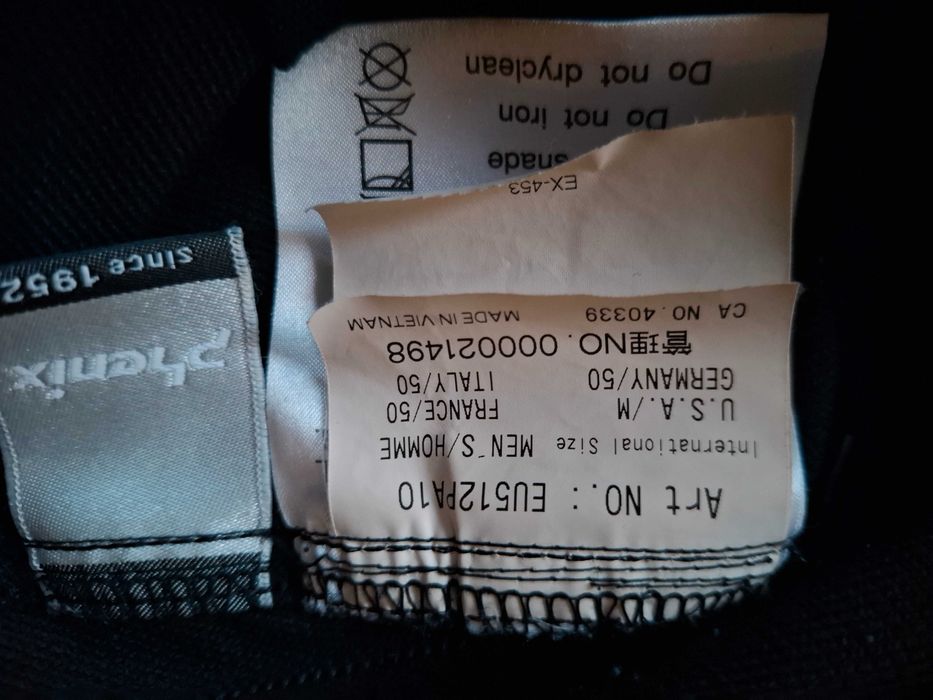 Art NO.: EU512PA10
International Size MEN'S/HOMME
U.S.A./M FRANCE/50
GERMANY/50 ITALY/50
管理NO. 000021498
CA NO. 40339 MADE IN VIETNAM
EX-453
shade
Do not iron
Do not dryclean
phenix
since 1952